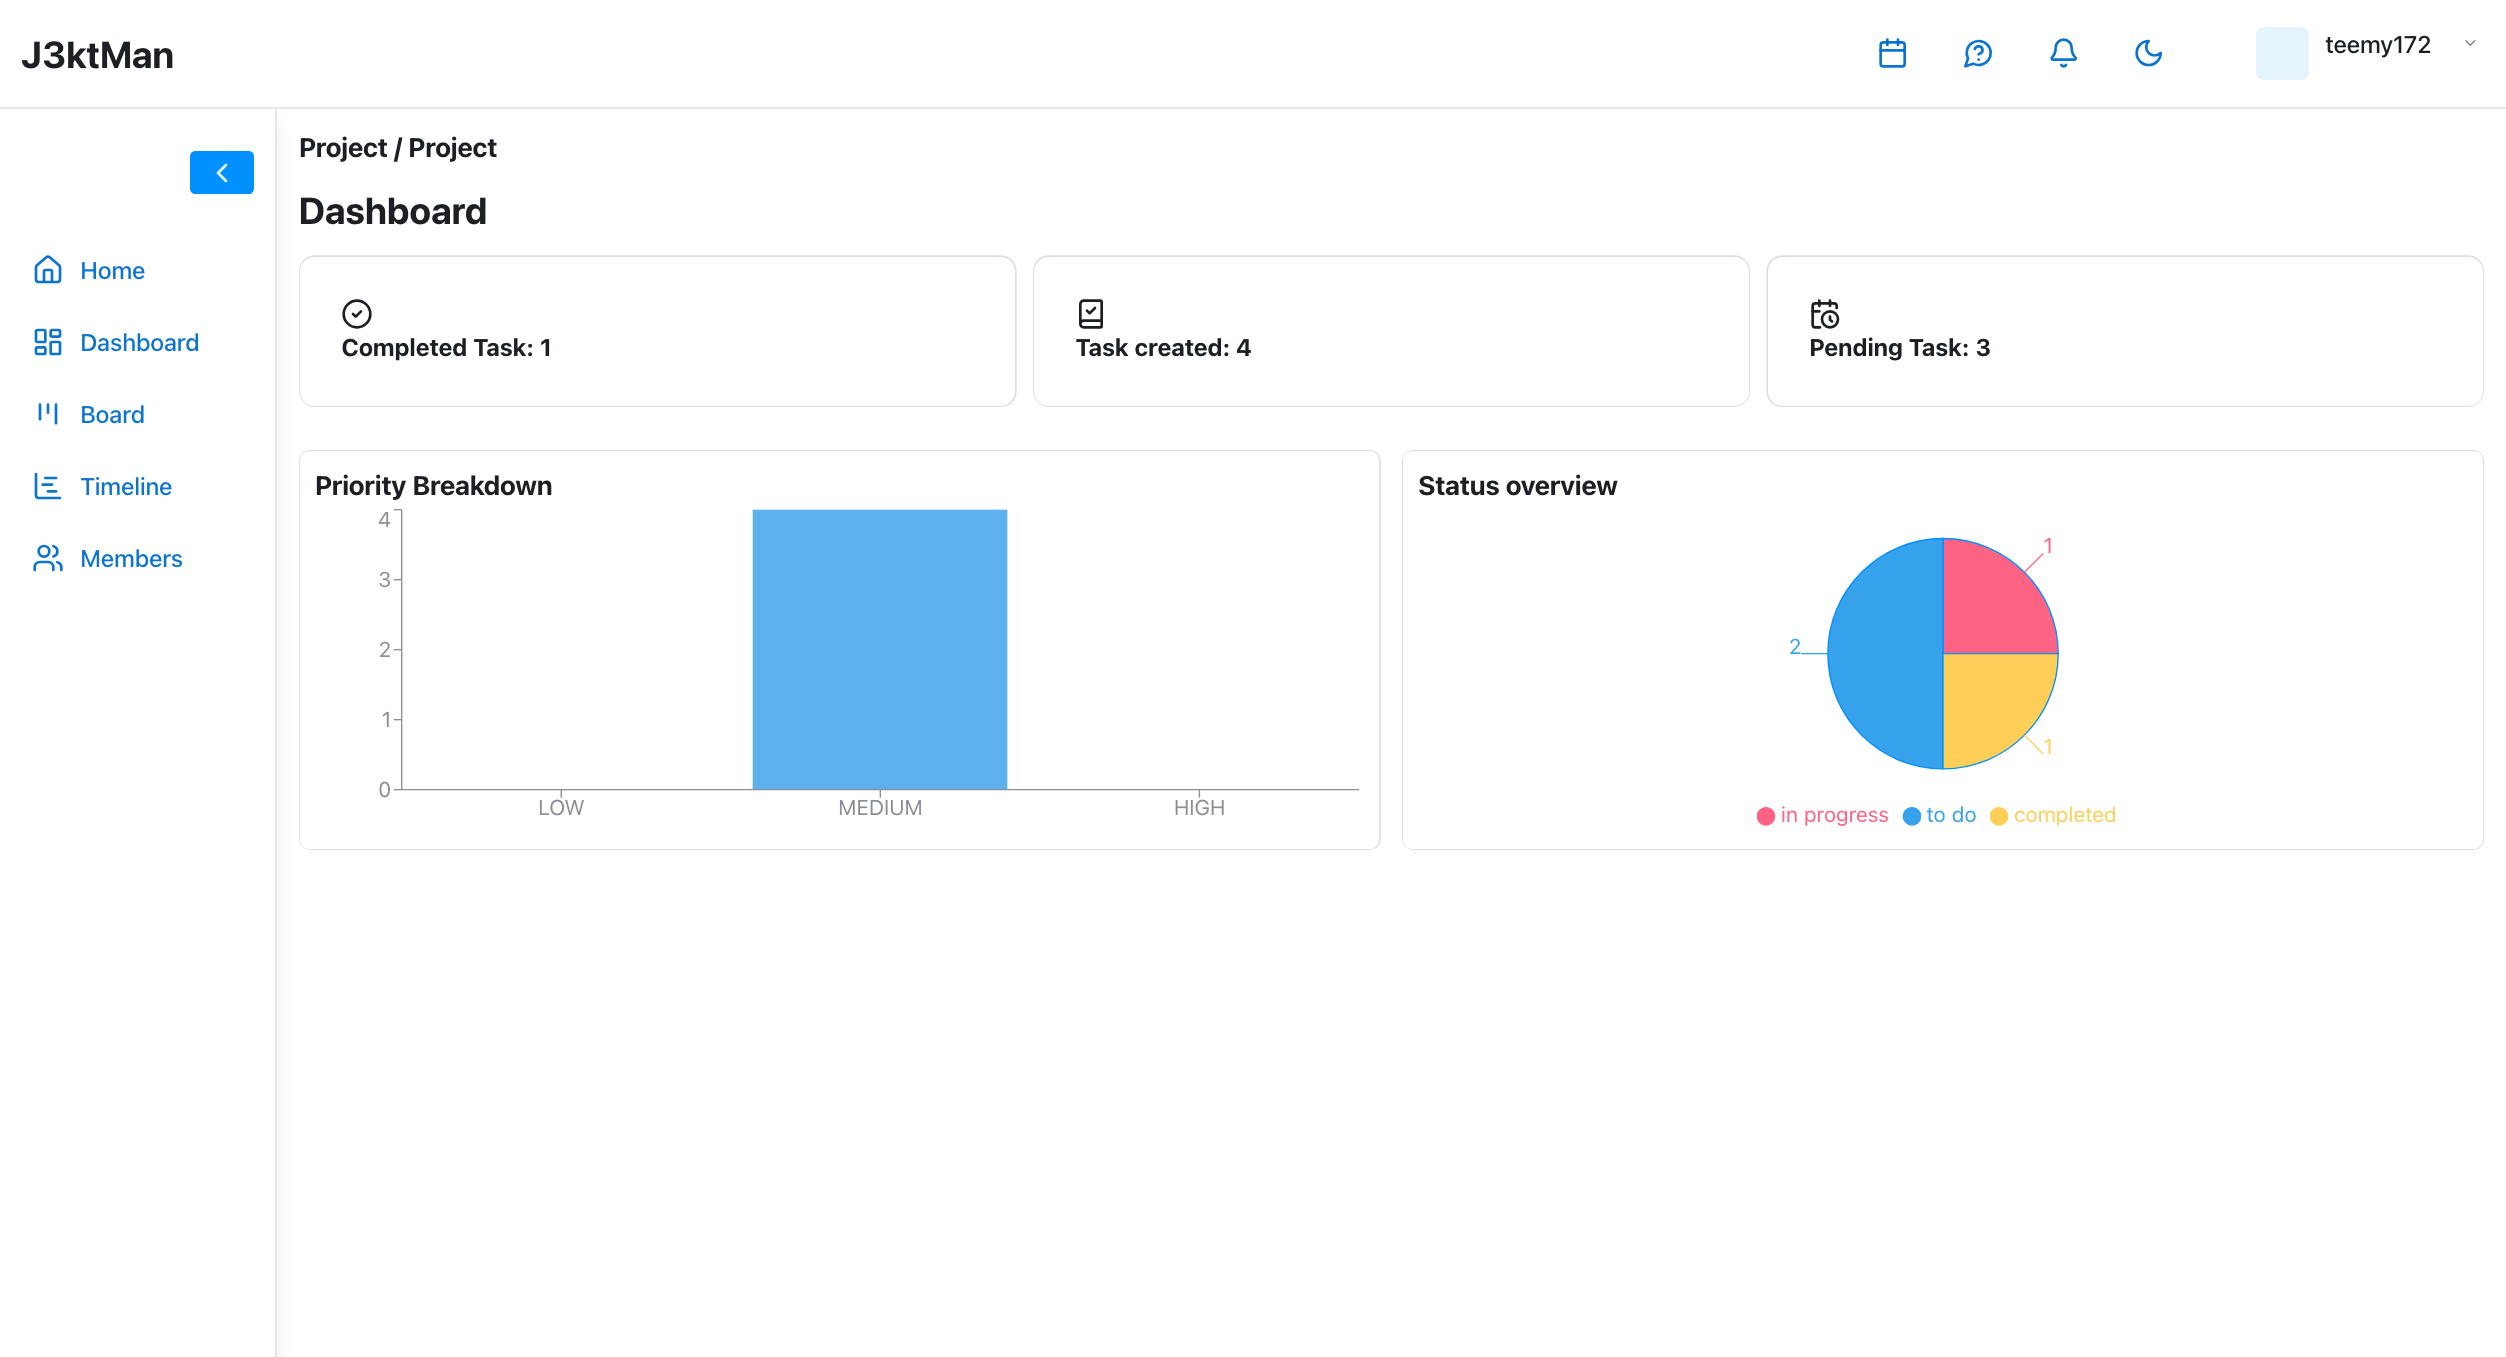 J3ktMan
teemy172
Home
Dashboard
Board
Timeline
Members
Project / Project
Dashboard
Completed Task: 1
Task created: 4
Pending Task: 3
Priority Breakdown
4
3
2
1
0
LOW MEDIUM HIGH
Status overview
1
2
1
in progress to do completed